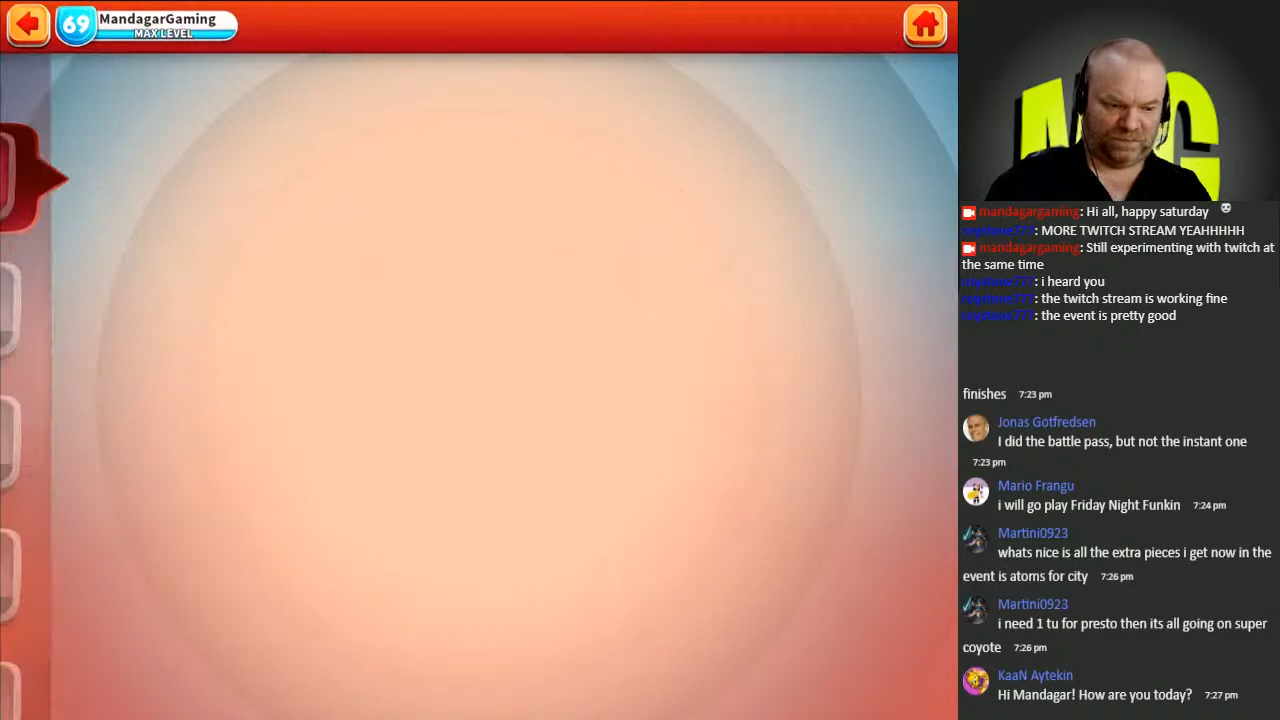 69 MandagarGaming
MAX LEVEL
MG
mandagargaming: Hi all, happy saturday
coystone777: MORE TWITCH STREAM YEAHHHHH
mandagargaming: Still experimenting with twitch at
the same time
coystone777: i heard you
coystone777: the twitch stream is working fine
coystone777: the event is pretty good
finishes 7:23 pm
Jonas Gotfredsen
I did the battle pass, but not the instant one
7:23 pm
Mario Frangu
i will go play Friday Night Funkin 7:24 pm
Martini0923
whats nice is all the extra pieces i get now in the
event is atoms for city 7:26 pm
Martini0923
i need 1 tu for presto then its all going on super
coyote 7:26 pm
KaaN Aytekin
Hi Mandagar! How are you today? 7:27 pm